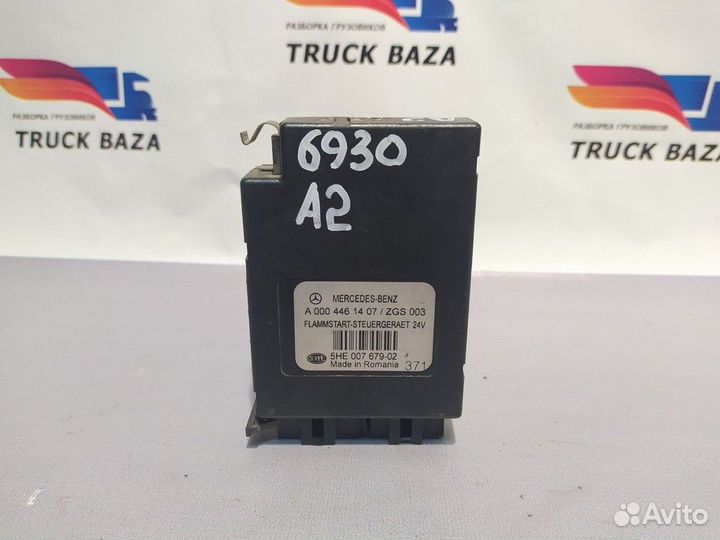 РАЗБОРКА ГРУЗОВИКОВ
TRUCK BAZA
РАЗБОРКА ГРУЗОВИКОВ
TRUCK BAZA
РАЗБОРКА ГРУЗОВИКОВ
TRUCK BAZA
6930
A2
MERCEDES-BENZ
A 000 446 14 07 / ZGS 003
FLAMMSTART-STEUERGERAET 24V
HELLA
5HE 007 679-02
Made in Romania
371
Avito